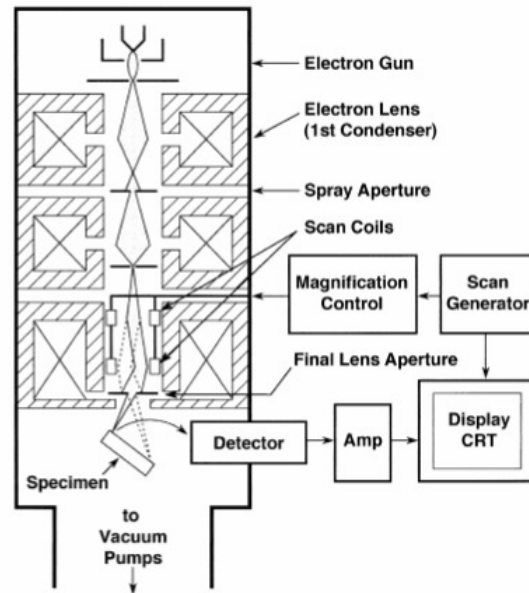 Electron Gun
Electron Lens
(1st Condenser)
Spray Aperture
Scan Coils
Magnification
Control
Scan
Generator
Final Lens Aperture
Display
CRT
Detector
Amp
Specimen
to
Vacuum
Pumps